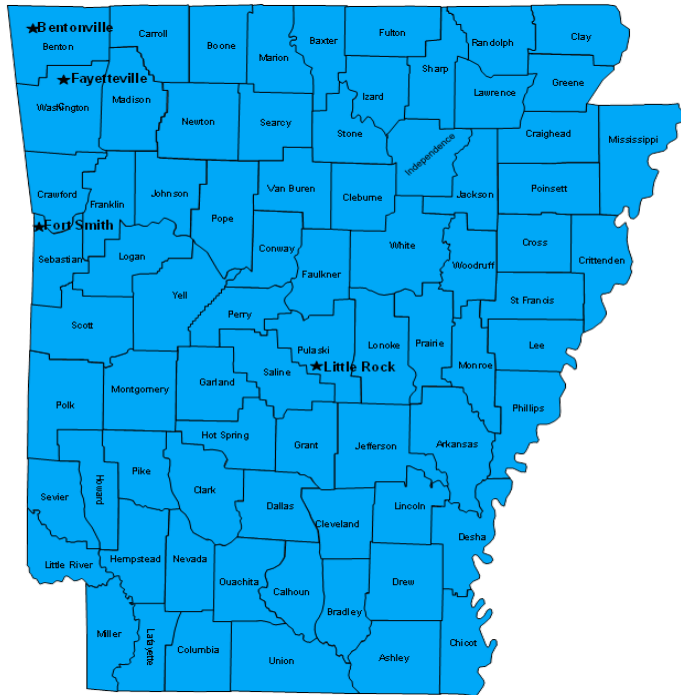 Bentonville
Benton
Carroll
Boone
Marion
Baxter
Fulton
Randolph
Clay
Sharp
Fayetteville
Washington
Madison
Newton
Searcy
Stone
Izard
Lawrence
Greene
Independence
Craighead
Mississippi
Crawford
Franklin
Johnson
Pope
Van Buren
Cleburne
Jackson
Poinsett
Fort Smith
Sebastian
Logan
Conway
Faulkner
White
Woodruff
Cross
Crittenden
Yell
Scott
Perry
St Francis
Pulaski
Lonoke
Prairie
Lee
Little Rock
Saline
Monroe
Polk
Montgomery
Garland
Phillips
Hot Spring
Grant
Jefferson
Arkansas
Pike
Sevier
Howard
Clark
Dallas
Cleveland
Lincoln
Desha
Little River
Hempstead
Nevada
Ouachita
Calhoun
Bradley
Drew
Miller
Lafayette
Columbia
Union
Ashley
Chicot